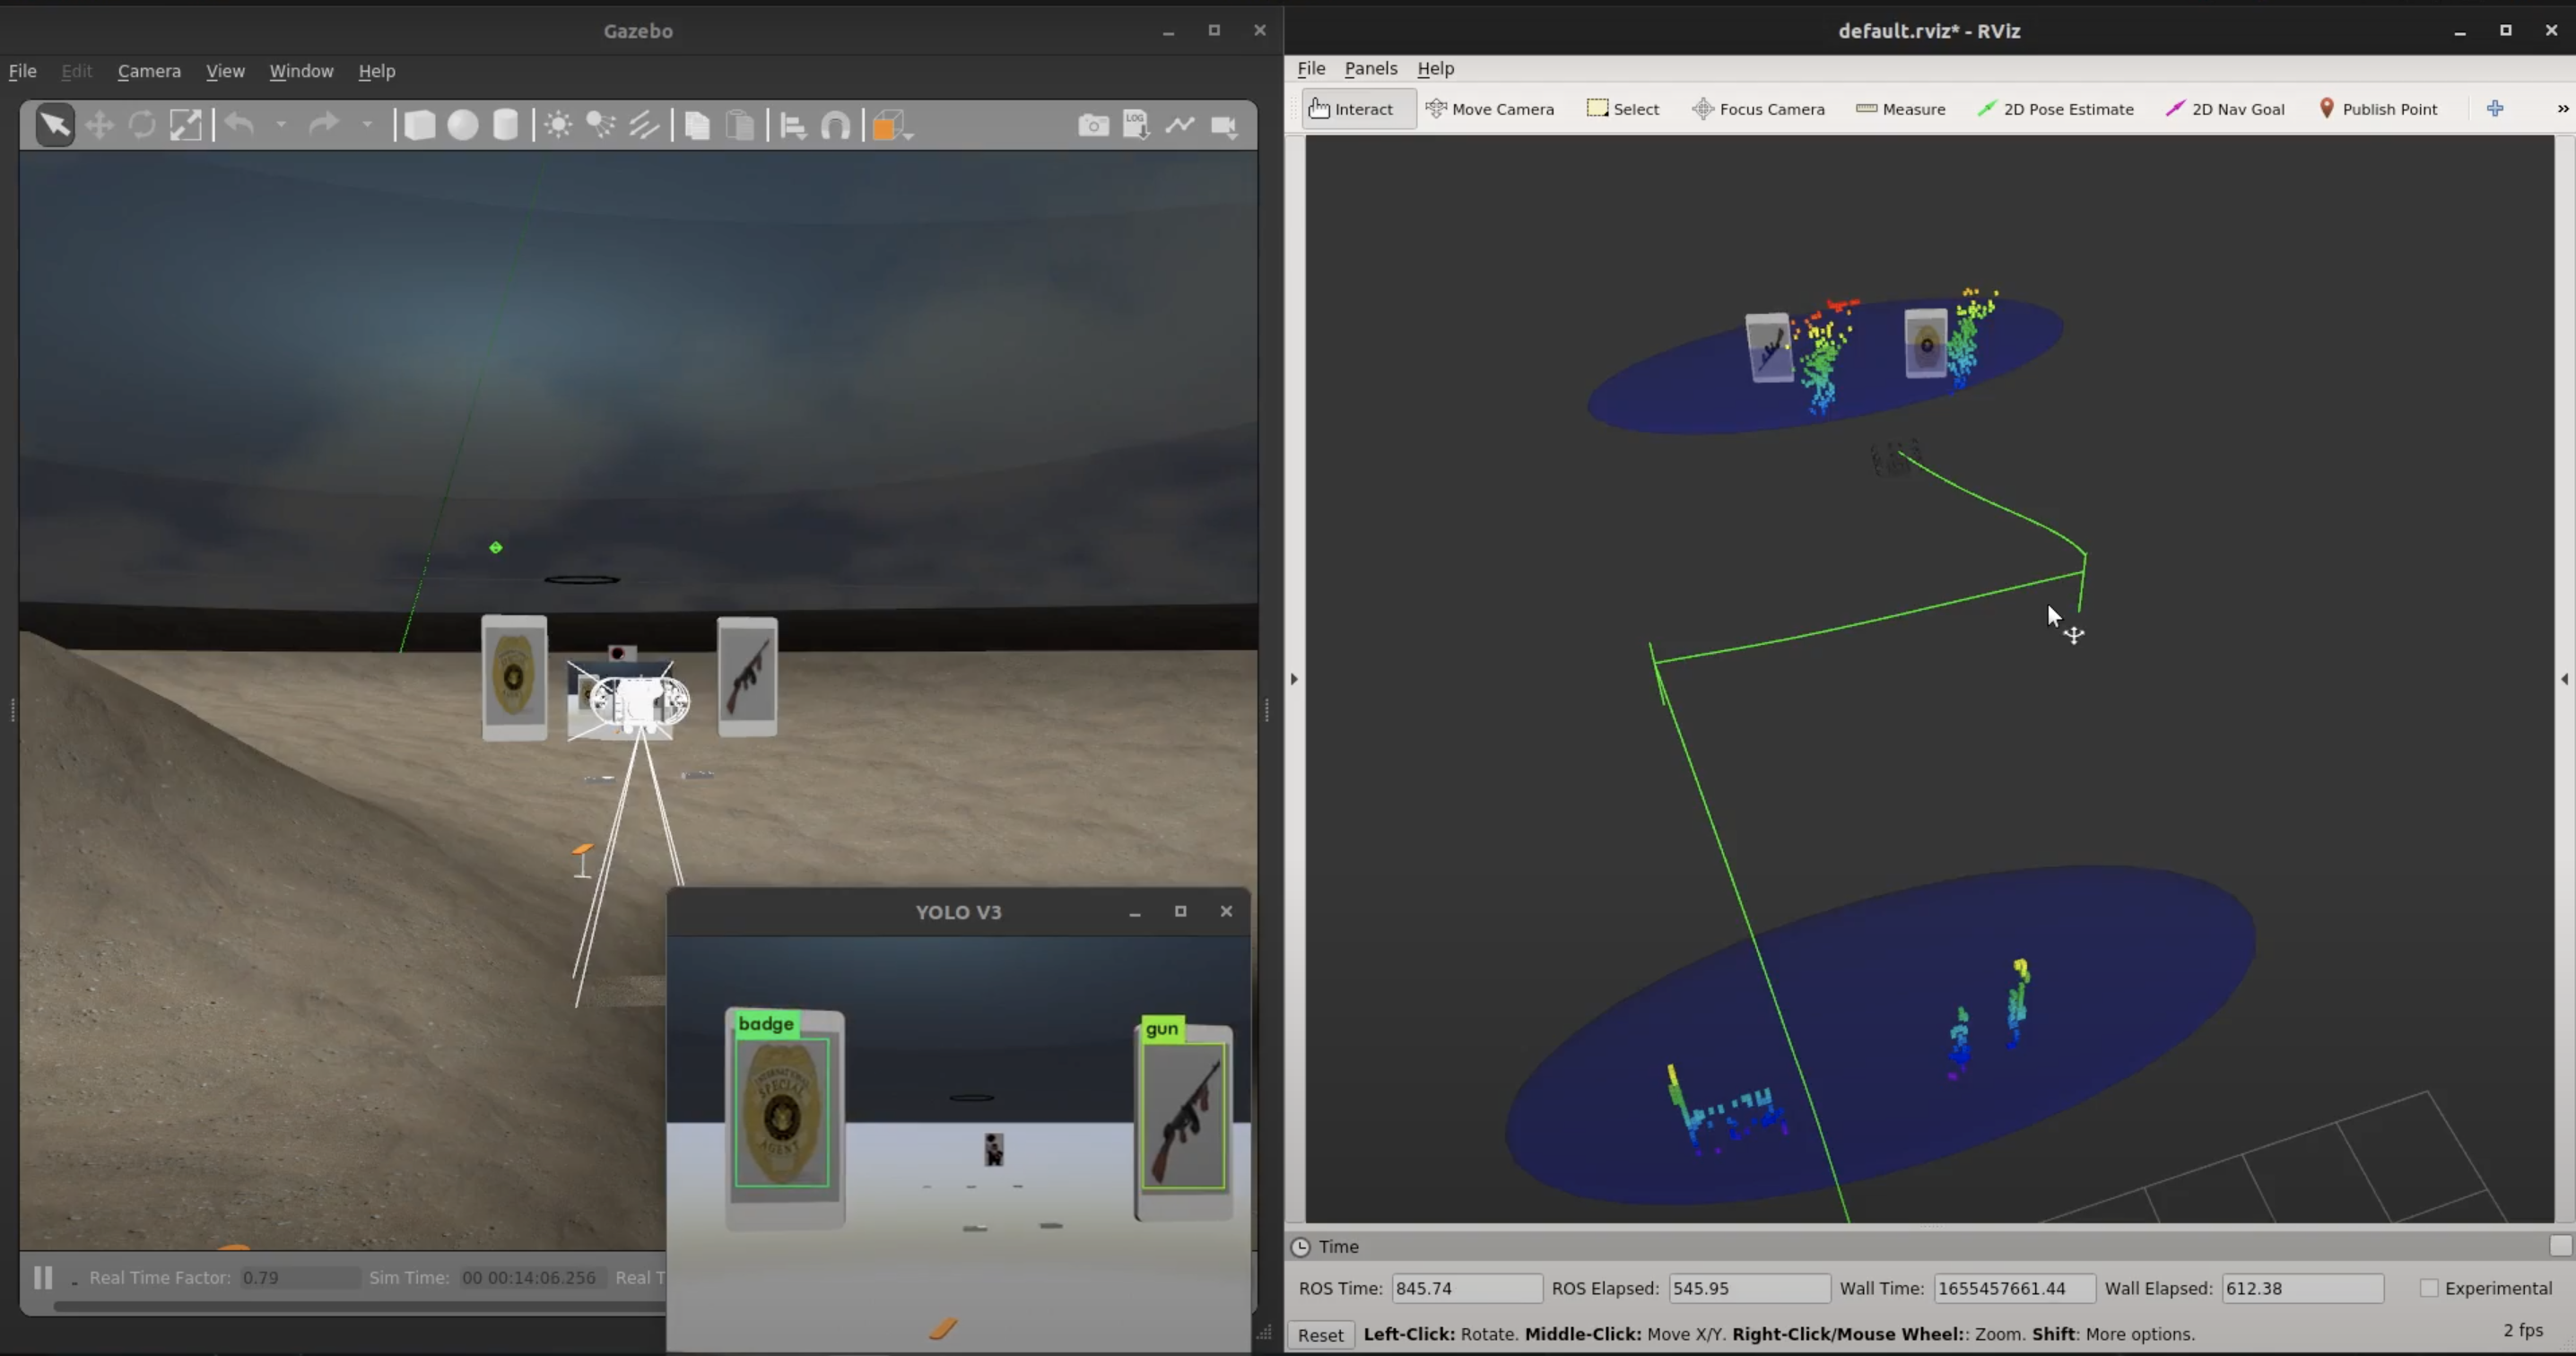 Gazebo
File Edit Camera View Window Help
LOG
Real Time Factor: 0.79 Sim Time: 00 00:14:06.256 Real T
YOLO V3
badge
gun
INTERNATIONAL
SPECIAL
AGENT
default.rviz* - RViz
File Panels Help
Interact Move Camera Select Focus Camera Measure 2D Pose Estimate 2D Nav Goal Publish Point »
Time
ROS Time: 845.74 ROS Elapsed: 545.95 Wall Time: 1655457661.44 Wall Elapsed: 612.38 Experimental
Reset Left-Click: Rotate. Middle-Click: Move X/Y. Right-Click/Mouse Wheel:: Zoom. Shift: More options. 2 fps